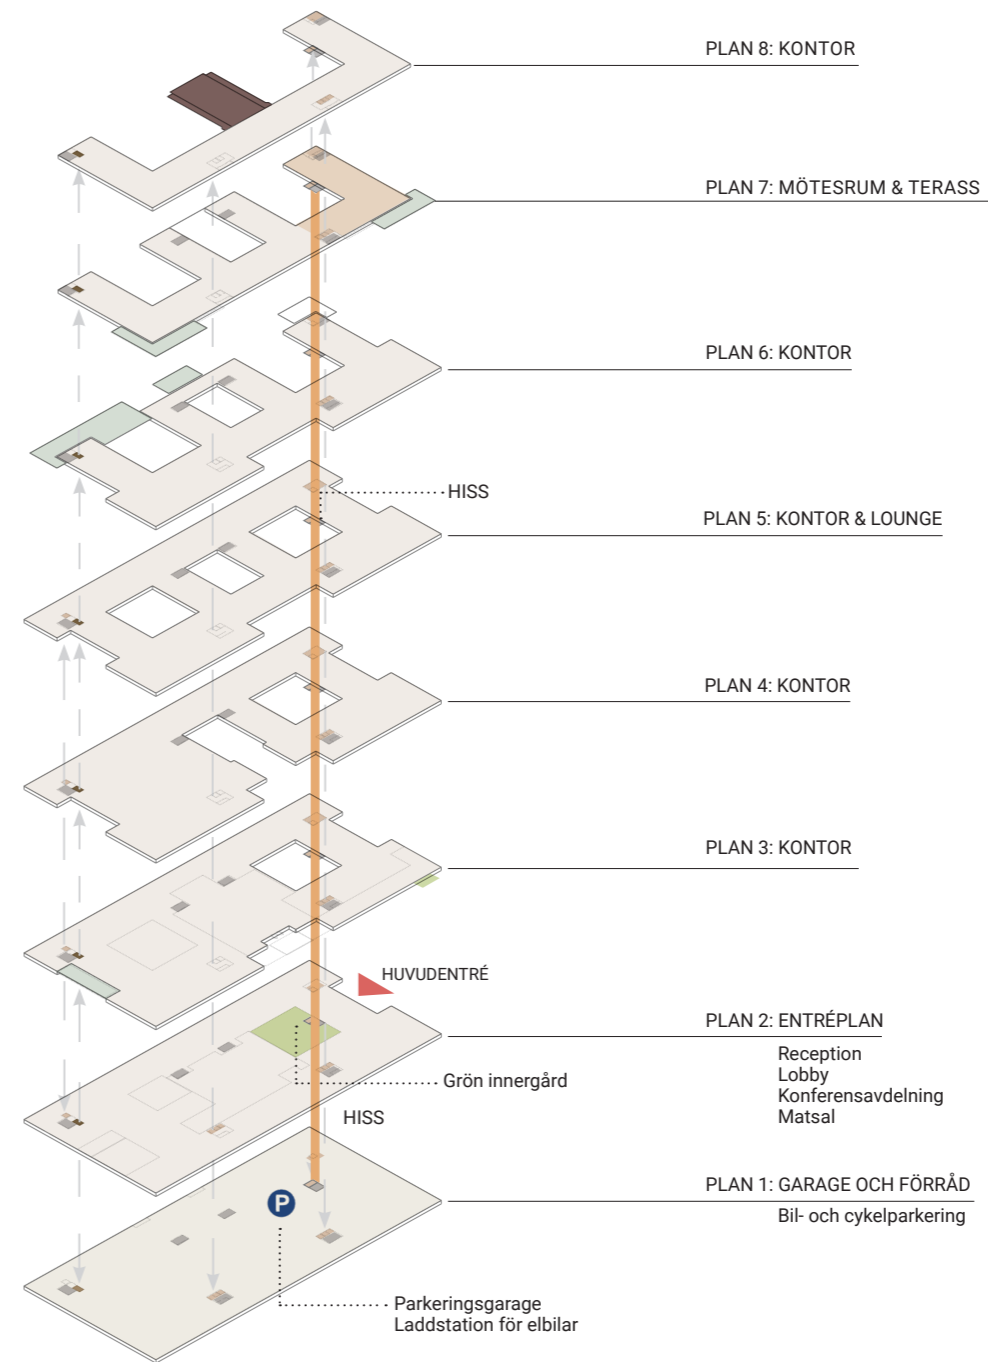 PLAN 8: KONTOR
PLAN 7: MÖTESRUM & TERASS
PLAN 6: KONTOR
HISS
PLAN 5: KONTOR & LOUNGE
PLAN 4: KONTOR
PLAN 3: KONTOR
HUVUDENTRÉ
PLAN 2: ENTRÉPLAN
Reception
Lobby
Konferensavdelning
Matsal
Grön innergård
HISS
PLAN 1: GARAGE OCH FÖRRÅD
Bil- och cykelparkering
P
Parkeringsgarage
Laddstation för elbilar